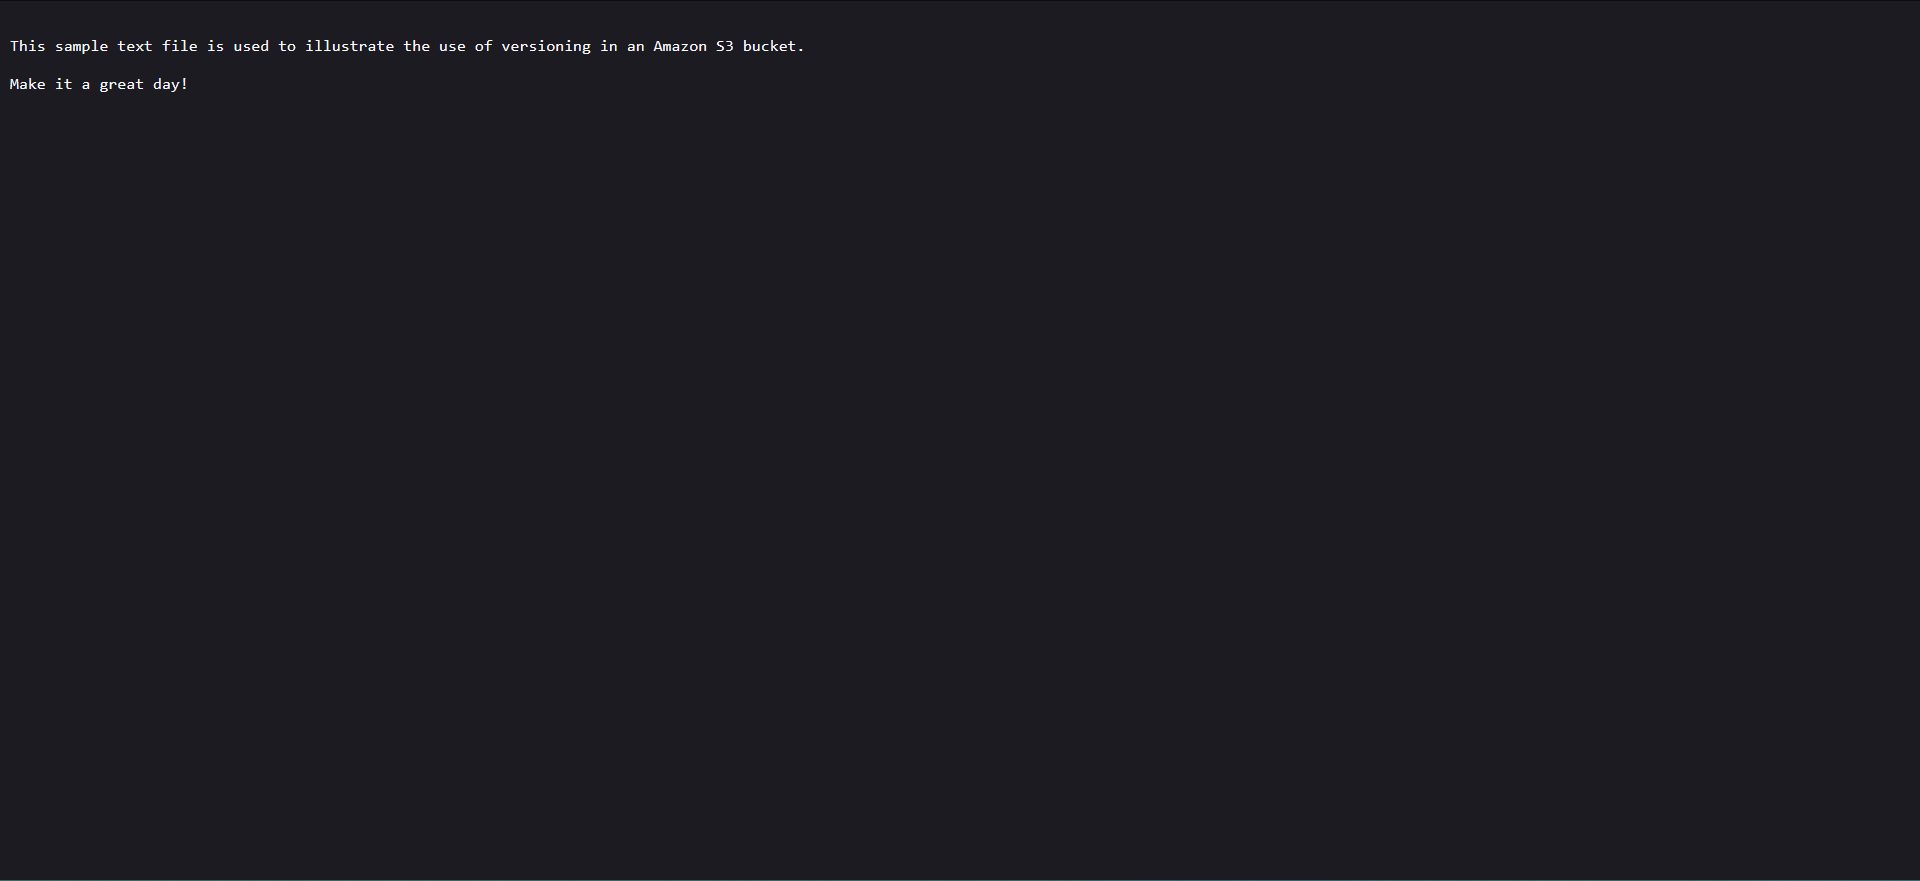 This sample text file is used to illustrate the use of versioning in an Amazon S3 bucket.
Make it a great day!